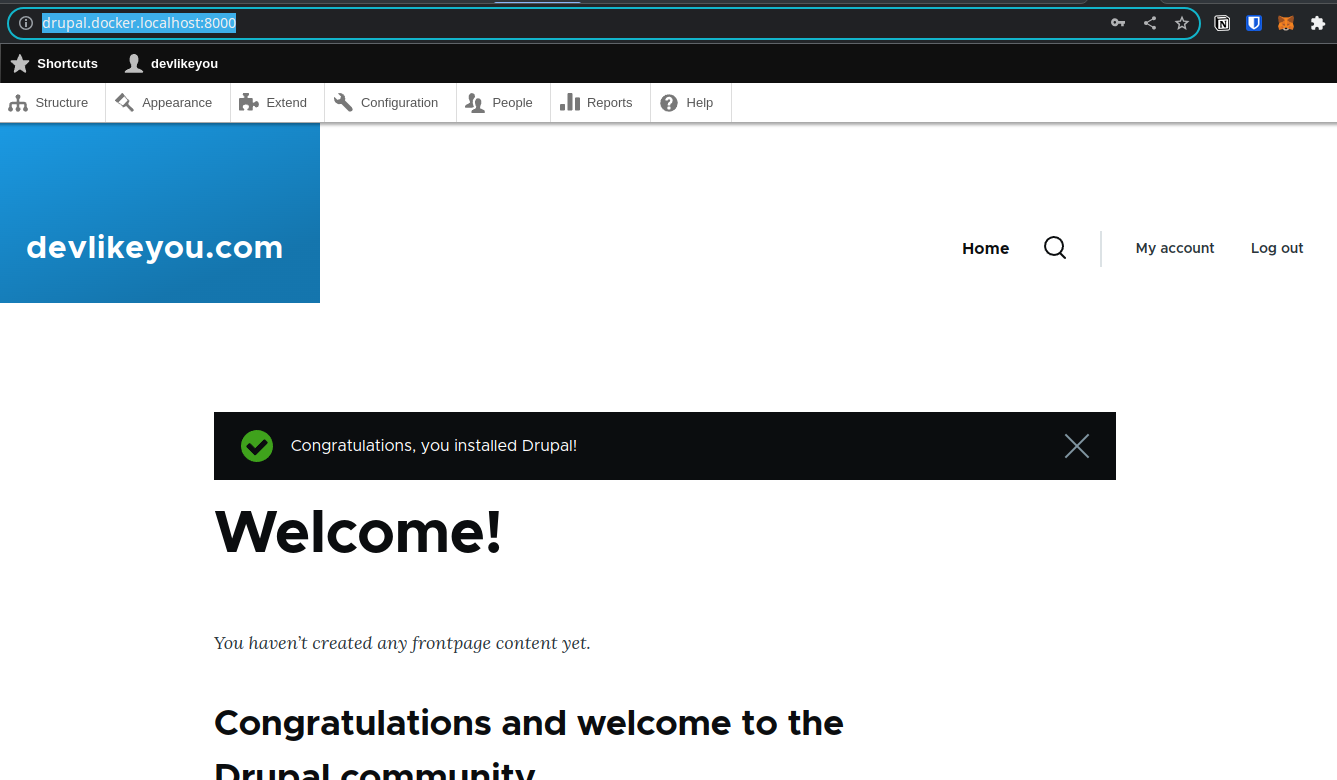 drupal.docker.localhost:8000
Shortcuts devlikeyou
Structure Appearance Extend Configuration People Reports Help
devlikeyou.com
Home My account Log out
Congratulations, you installed Drupal!
Welcome!
You haven’t created any frontpage content yet.
Congratulations and welcome to the
Drupal community